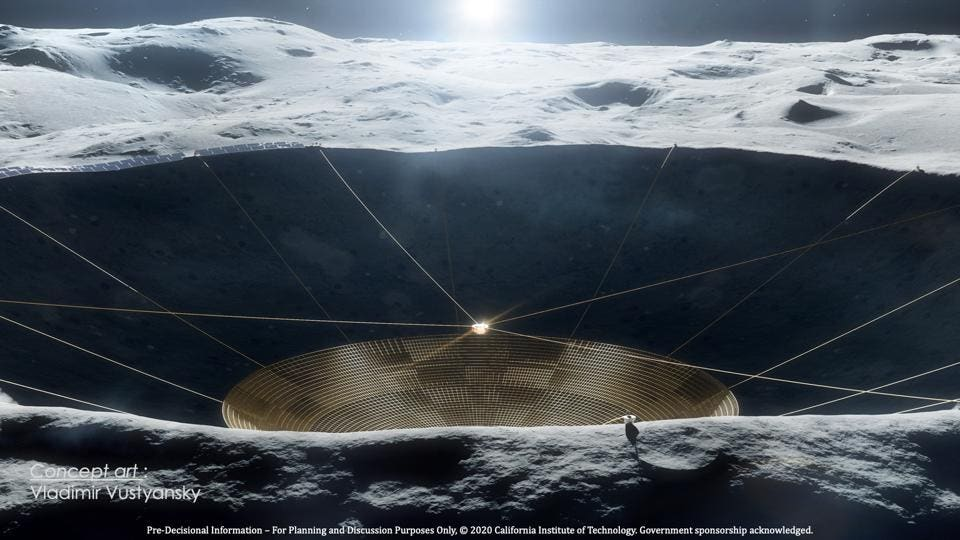 Concept art :
Vladimir Vustyansky
Pre-Decisional Information – For Planning and Discussion Purposes Only, © 2020 California Institute of Technology. Government sponsorship acknowledged.